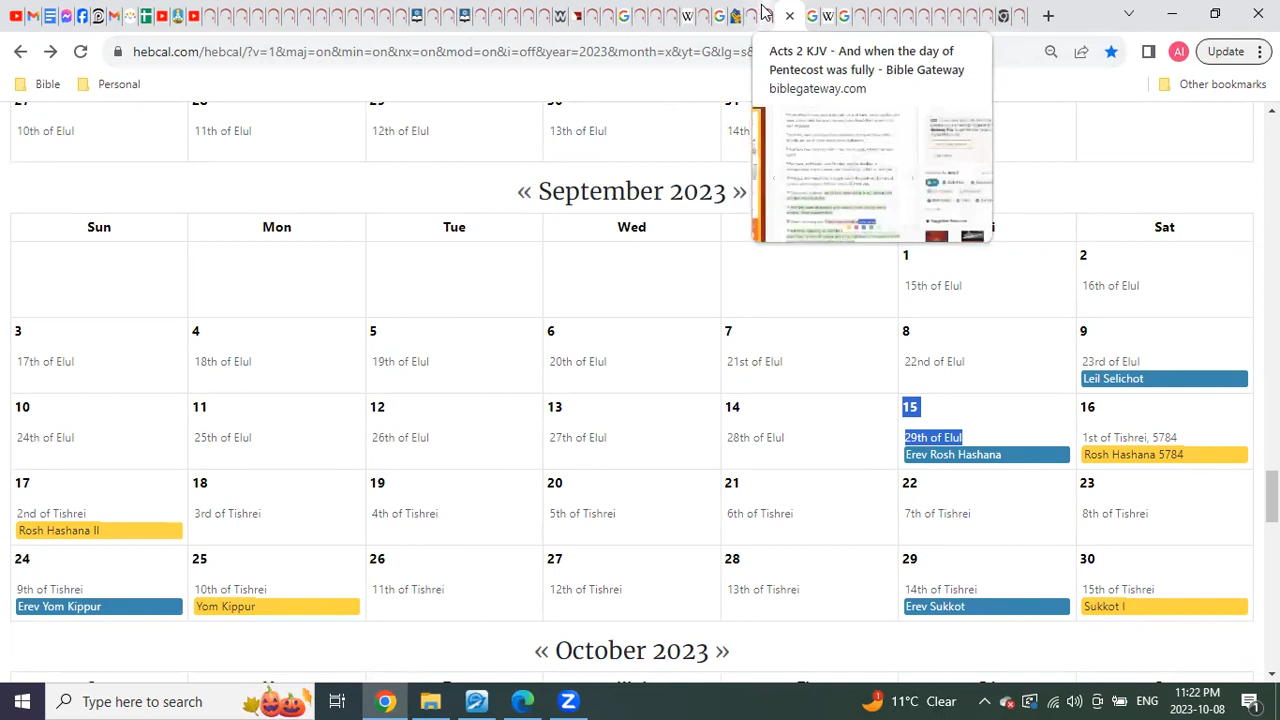 hebcal.com/hebcal/?v=1&maj=on&min=on&nx=on&mod=on&i=off&year=2023&month=x&yt=G&lg=s&
AI
Update
Bible
Personal
Other bookmarks
Acts 2 KJV - And when the day of
Pentecost was fully - Bible Gateway
biblegateway.com
10th of Elul
11th of Elul
14th
September 2023 »
Tue
Wed
Sat
1
2
15th of Elul
16th of Elul
3
4
5
6
7
8
9
17th of Elul
18th of Elul
19th of Elul
20th of Elul
21st of Elul
22nd of Elul
23rd of Elul
Leil Selichot
10
11
12
13
14
15
16
24th of Elul
25th of Elul
26th of Elul
27th of Elul
28th of Elul
29th of Elul
1st of Tishrei, 5784
Erev Rosh Hashana
Rosh Hashana 5784
17
18
19
20
21
22
23
2nd of Tishrei
3rd of Tishrei
4th of Tishrei
5th of Tishrei
6th of Tishrei
7th of Tishrei
8th of Tishrei
Rosh Hashana II
24
25
26
27
28
29
30
9th of Tishrei
10th of Tishrei
11th of Tishrei
12th of Tishrei
13th of Tishrei
14th of Tishrei
15th of Tishrei
Erev Yom Kippur
Yom Kippur
Erev Sukkot
Sukkot I
« October 2023 »
Type here to search
1
11°C Clear
ENG
11:22 PM
2023-10-08
1